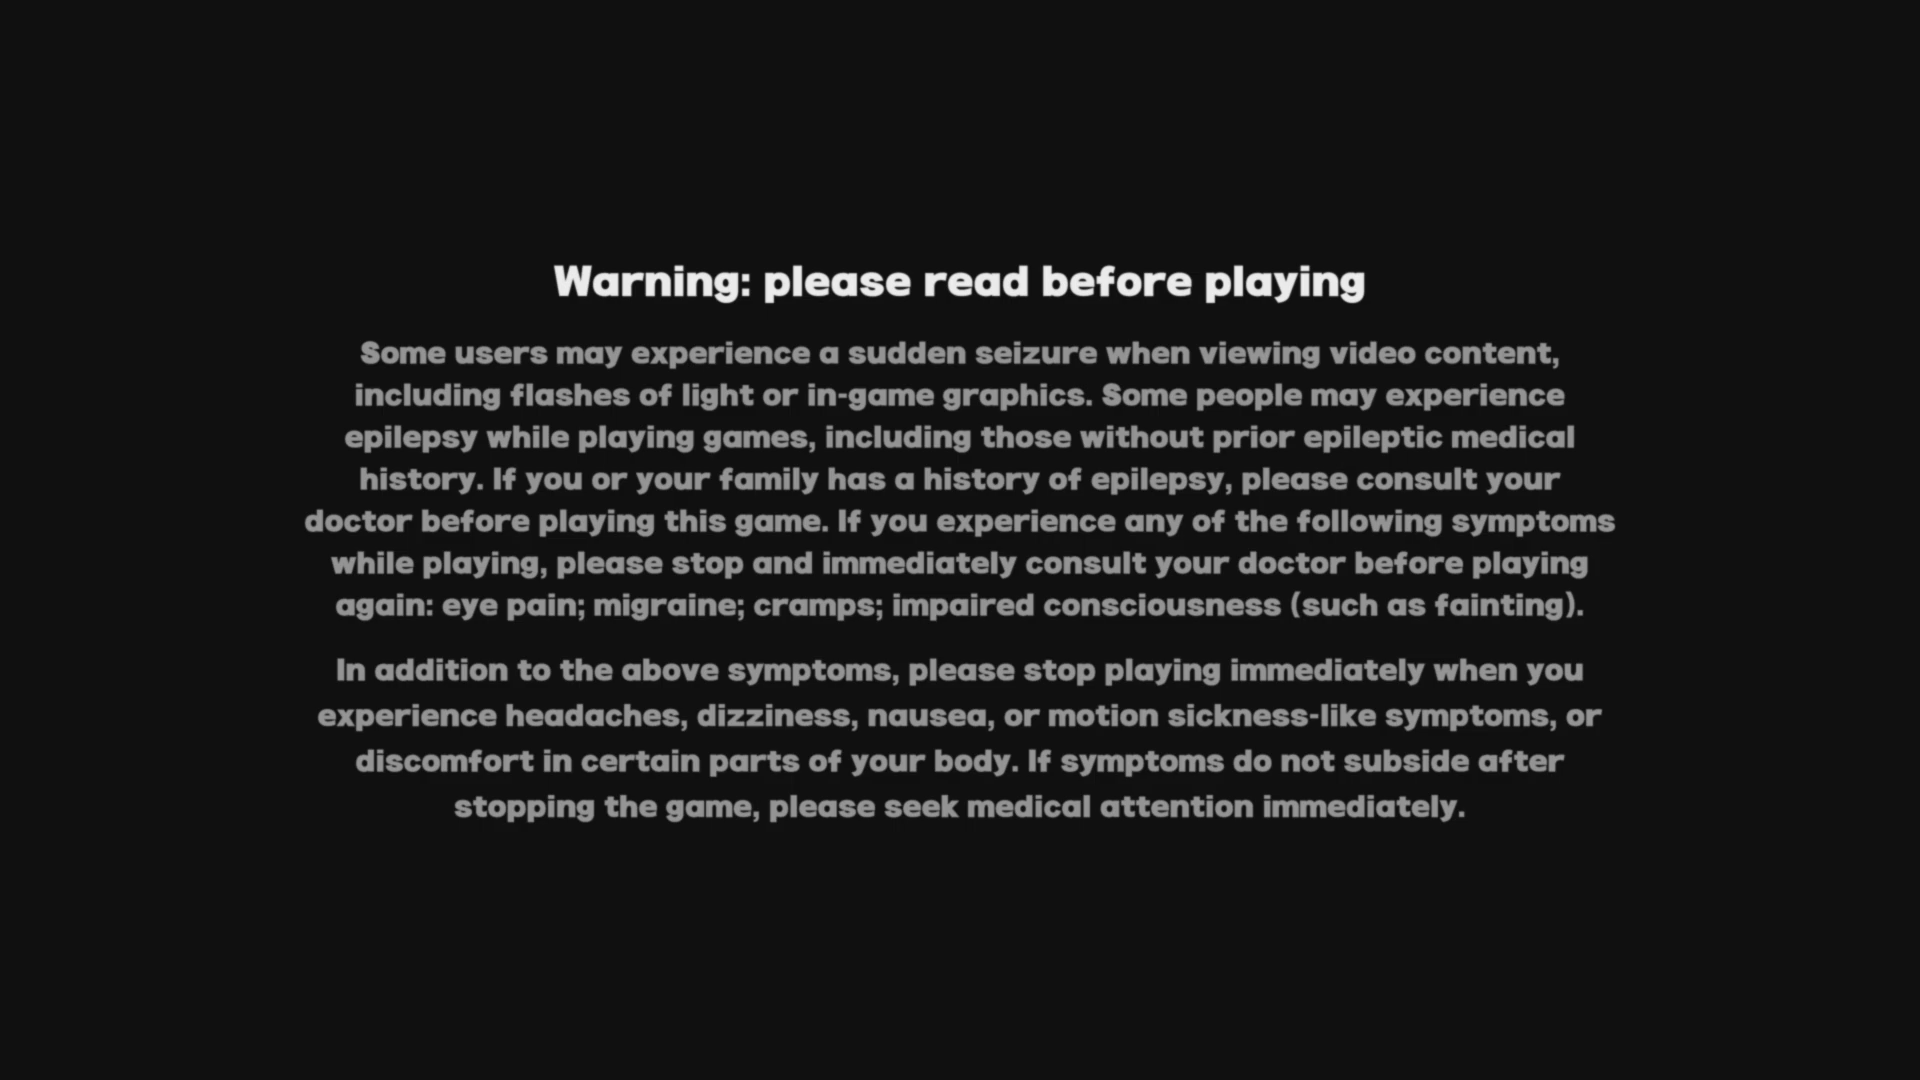 Warning: please read before playing
Some users may experience a sudden seizure when viewing video content,
including flashes of light or in-game graphics. Some people may experience
epilepsy while playing games, including those without prior epileptic medical
history. If you or your family has a history of epilepsy, please consult your
doctor before playing this game. If you experience any of the following symptoms
while playing, please stop and immediately consult your doctor before playing
again: eye pain; migraine; cramps; impaired consciousness (such as fainting).
In addition to the above symptoms, please stop playing immediately when you
experience headaches, dizziness, nausea, or motion sickness-like symptoms, or
discomfort in certain parts of your body. If symptoms do not subside after
stopping the game, please seek medical attention immediately.